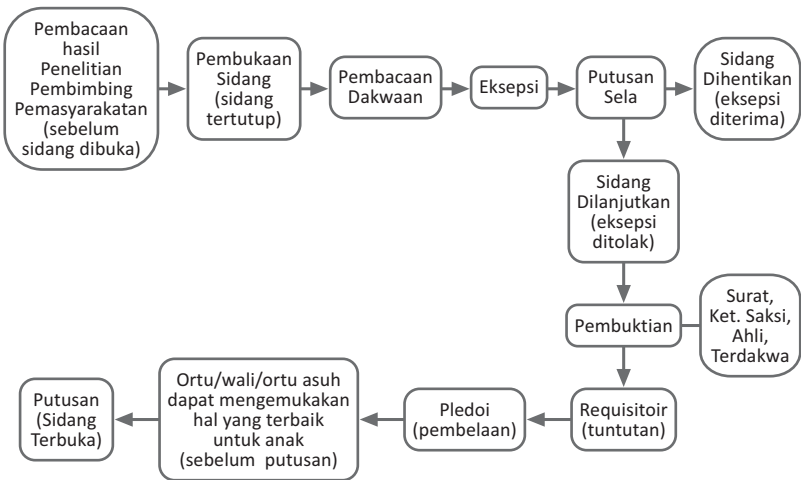 Pembacaan
hasil
Penelitian
Pembimbing
Pemasyarakatan
(sebelum
sidang dibuka)
Pembukaan
Sidang
(sidang
tertutup)
Pembacaan
Dakwaan
Eksepsi
Putusan
Sela
Sidang
Dihentikan
(eksepsi
diterima)
Sidang
Dilanjutkan
(eksepsi
ditolak)
Pembuktian
Surat,
Ket. Saksi,
Ahli,
Terdakwa
Requisitoir
(tuntutan)
Pledoi
(pembelaan)
Ortu/wali/ortu asuh
dapat mengemukakan
hal yang terbaik
untuk anak
(sebelum putusan)
Putusan
(Sidang
Terbuka)